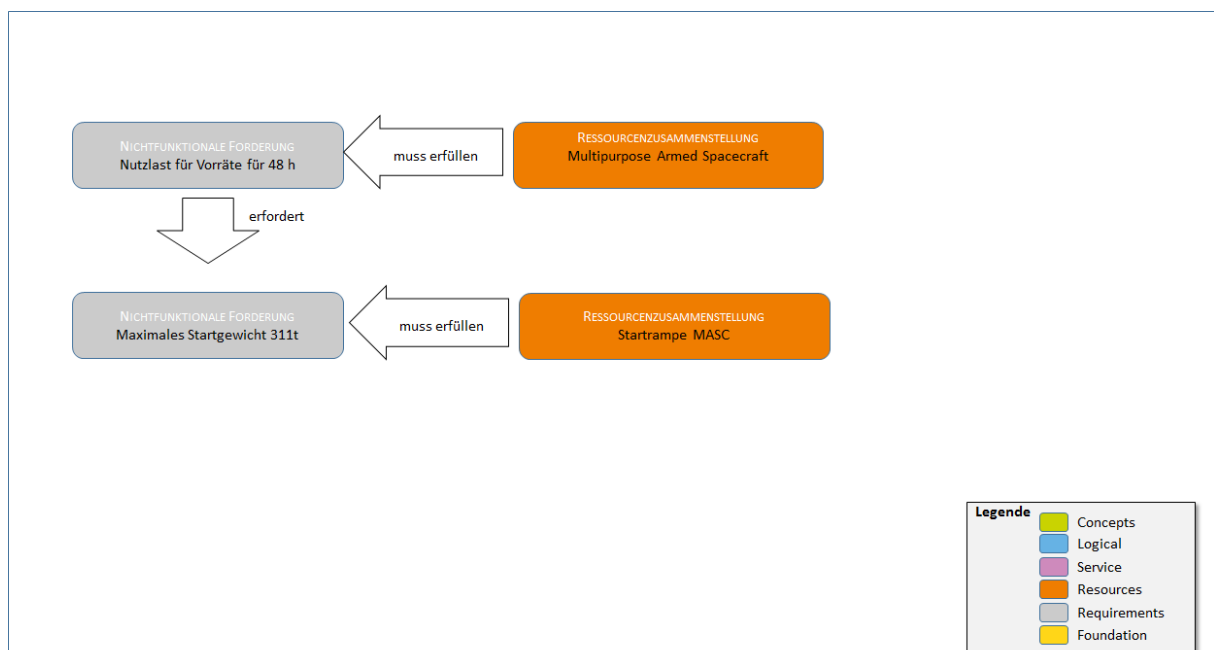 NICHTFUNKTIONALE FORDERUNG
Nutzlast für Vorräte für 48 h
muss erfüllen
RESSOURCENZUSAMMENSTELLUNG
Multipurpose Armed Spacecraft
erfordert
NICHTFUNKTIONALE FORDERUNG
Maximales Startgewicht 311t
muss erfüllen
RESSOURCENZUSAMMENSTELLUNG
Startrampe MASC
Legende
Concepts
Logical
Service
Resources
Requirements
Foundation